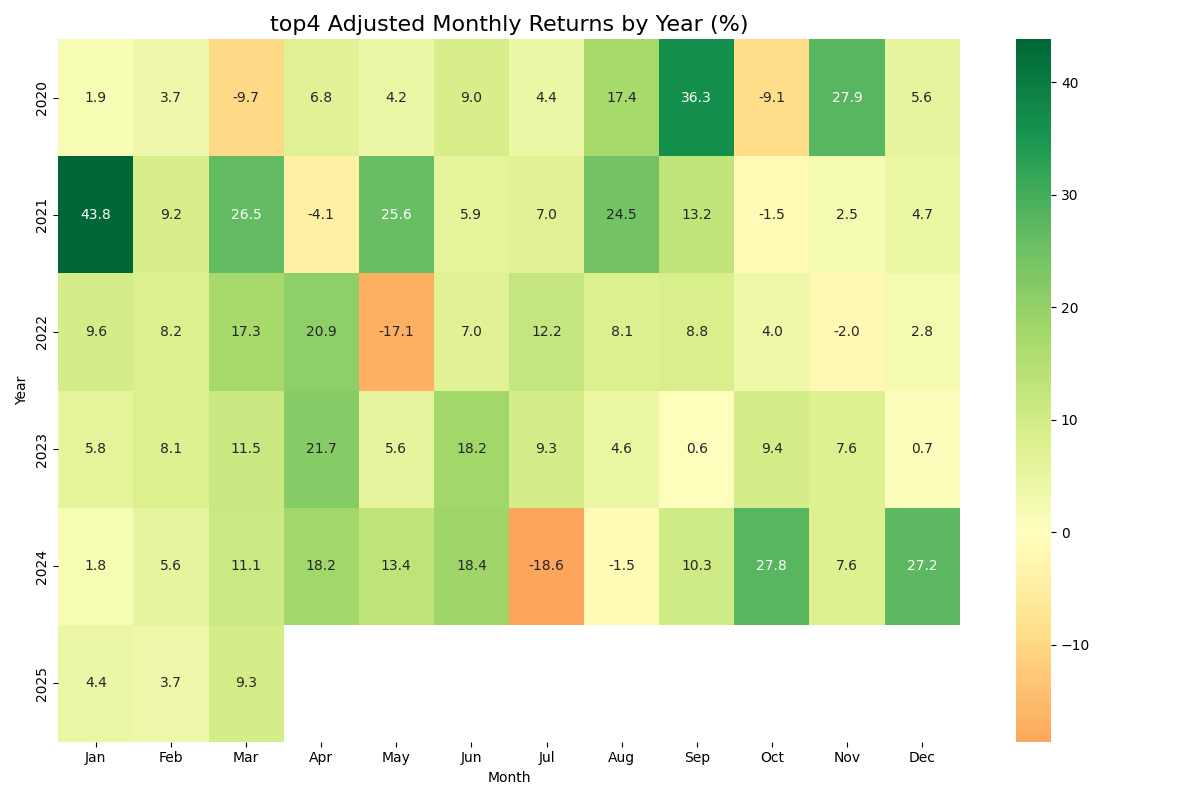 top4 Adjusted Monthly Returns by Year (%)
2020 1.9 3.7 -9.7 6.8 4.2 9.0 4.4 17.4 36.3 -9.1 27.9 5.6
2021 43.8 9.2 26.5 -4.1 25.6 5.9 7.0 24.5 13.2 -1.5 2.5 4.7
2022 9.6 8.2 17.3 20.9 -17.1 7.0 12.2 8.1 8.8 4.0 -2.0 2.8
2023 5.8 8.1 11.5 21.7 5.6 18.2 9.3 4.6 0.6 9.4 7.6 0.7
2024 1.8 5.6 11.1 18.2 13.4 18.4 -18.6 -1.5 10.3 27.8 7.6 27.2
2025 4.4 3.7 9.3
Jan Feb Mar Apr May Jun Jul Aug Sep Oct Nov Dec
Month
Year
40
30
20
10
0
−10